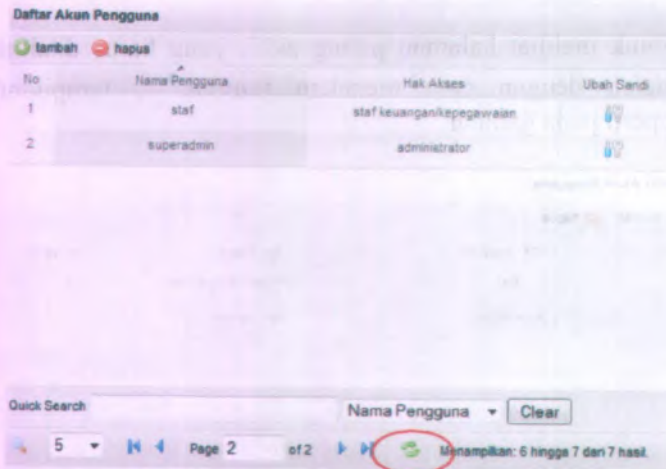 Daftar Akun Pengguna
tambah hapus
No Nama Pengguna Hak Akses Ubah Sandi
1 staf staf keuangan/kepegawaian
2 superadmin administrator
Quick Search Nama Pengguna Clear
5 Page 2 of 2 Menampilkan: 6 hingga 7 dari 7 hasil.